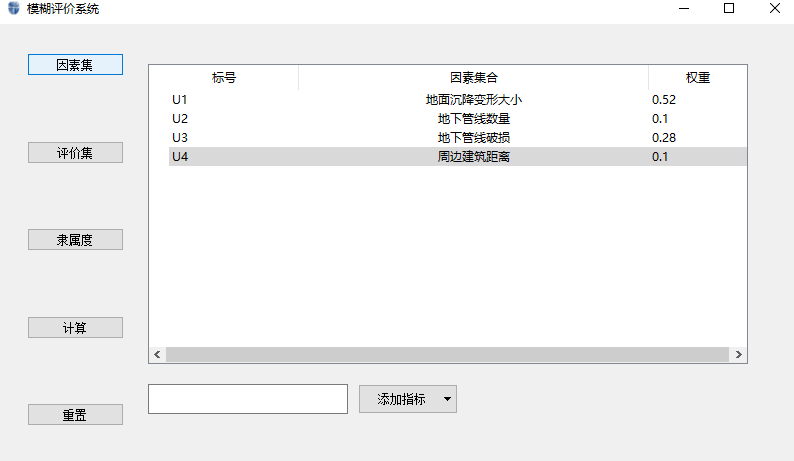 模糊评价系统
因素集
评价集
隶属度
计算
重置
标号 因素集合 权重
U1 地面沉降变形大小 0.52
U2 地下管线数量 0.1
U3 地下管线破损 0.28
U4 周边建筑距离 0.1
添加指标